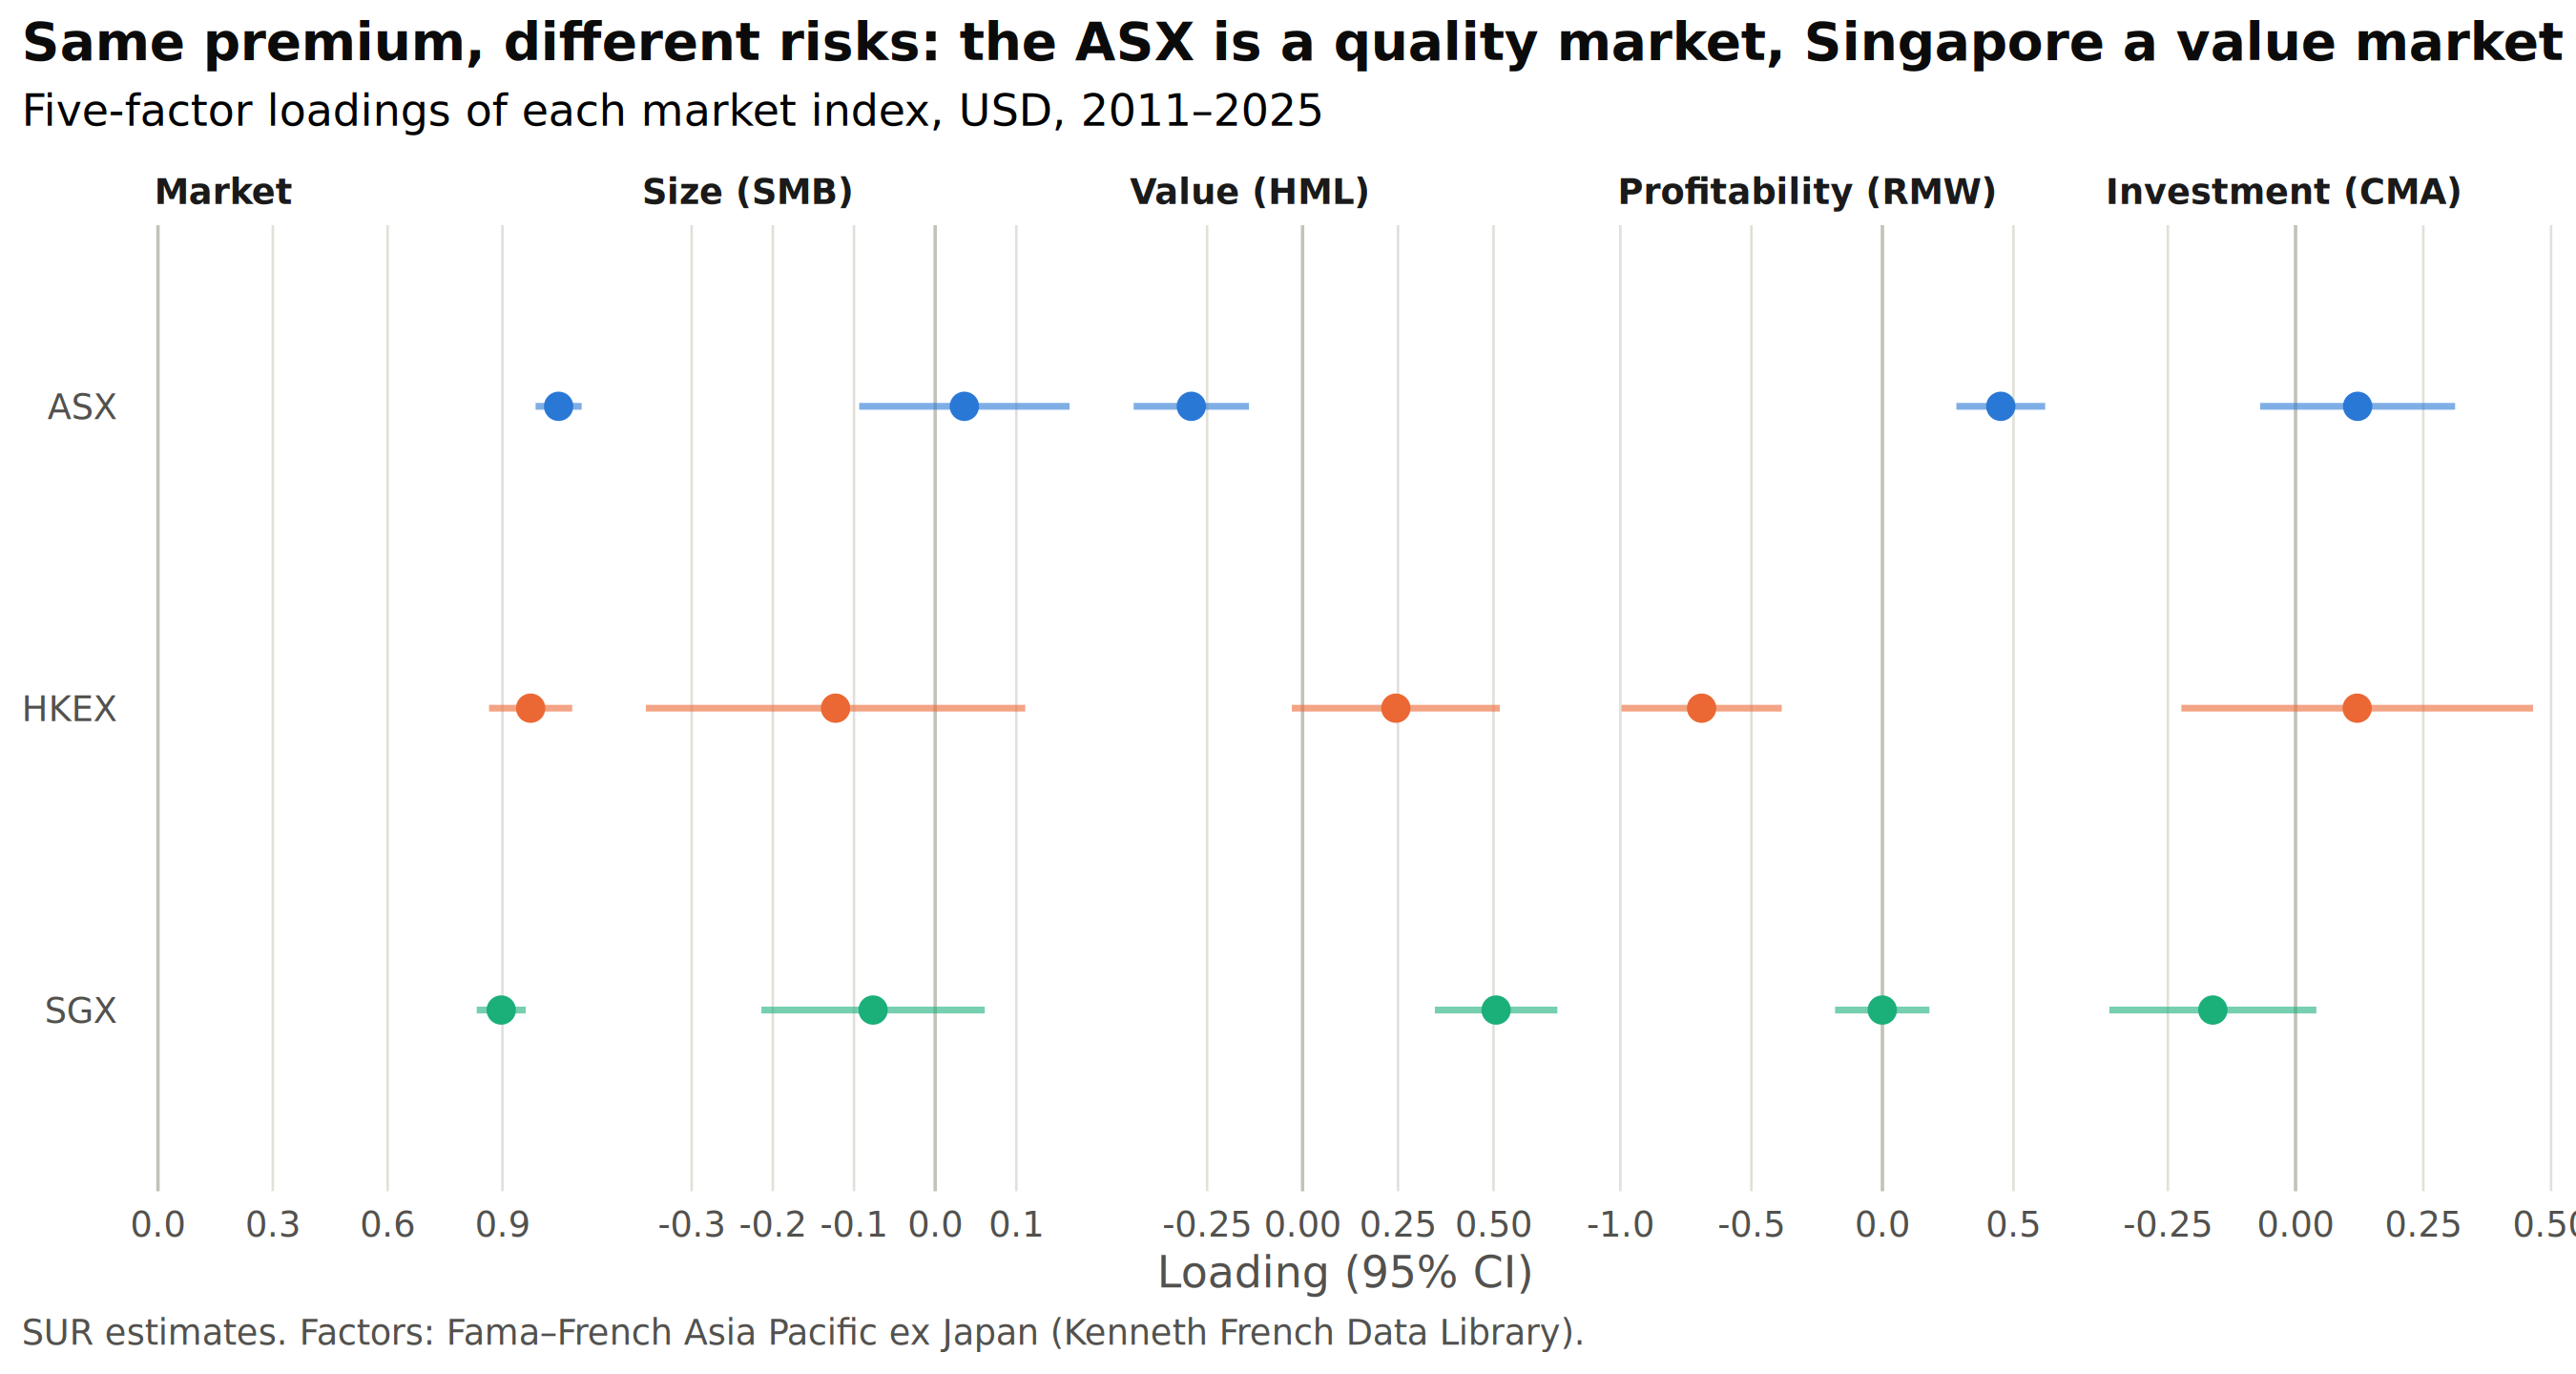 Same premium, different risks: the ASX is a quality market, Singapore a value market
Five-factor loadings of each market index, USD, 2011–2025
Market Size (SMB) Value (HML) Profitability (RMW) Investment (CMA)
ASX
HKEX
SGX
0.0 0.3 0.6 0.9 -0.3 -0.2 -0.1 0.0 0.1 -0.25 0.00 0.25 0.50 -1.0 -0.5 0.0 0.5 -0.25 0.00 0.25 0.50
Loading (95% CI)
SUR estimates. Factors: Fama–French Asia Pacific ex Japan (Kenneth French Data Library).